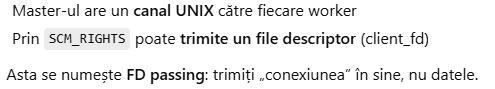 Master-ul are un canal UNIX către fiecare worker
Prin SCM_RIGHTS poate trimite un file descriptor (client_fd)
Asta se numește FD passing: trimiți „conexiunea” în sine, nu datele.